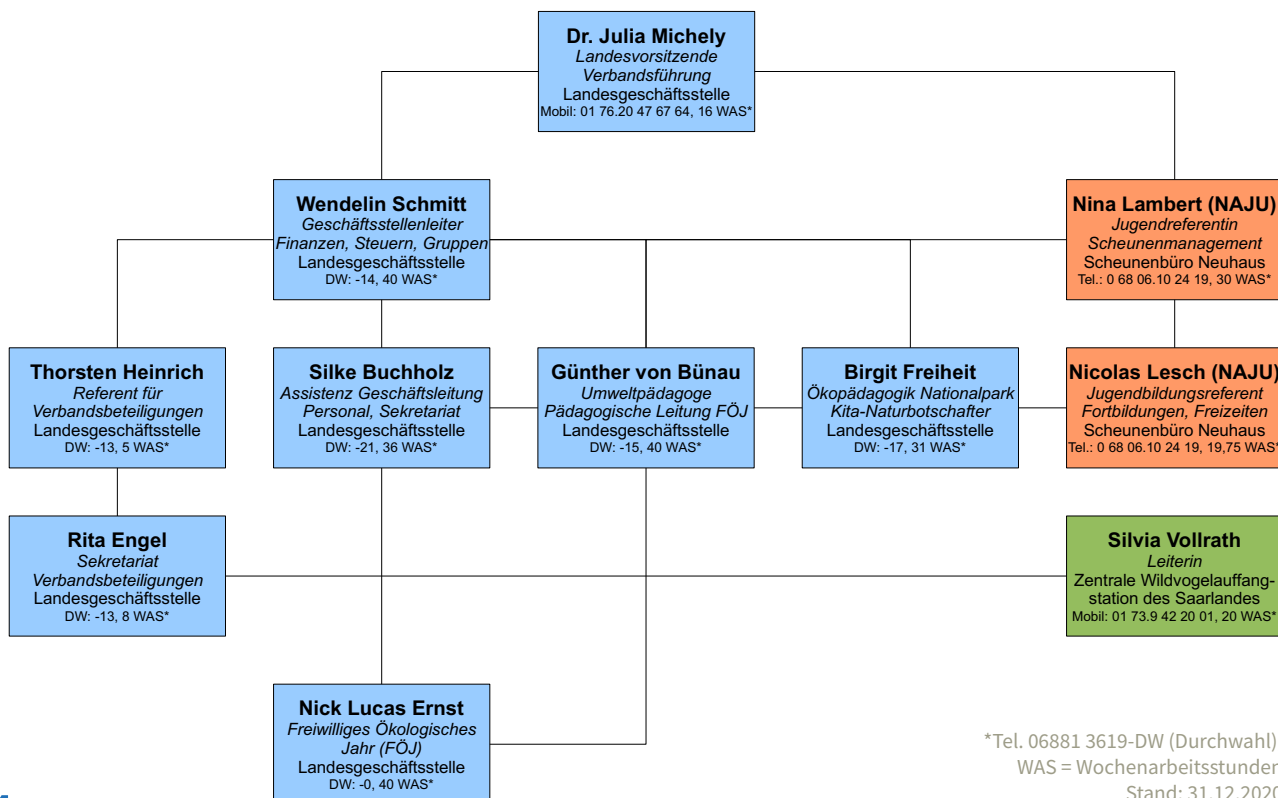 Dr. Julia Michely
Landesvorsitzende
Verbandsführung
Landesgeschäftsstelle
Mobil: 01 76.20 47 67 64, 16 WAS*
Wendelin Schmitt
Geschäftsstellenleiter
Finanzen, Steuern, Gruppen
Landesgeschäftsstelle
DW: -14, 40 WAS*
Nina Lambert (NAJU)
Jugendreferentin
Scheunenmanagement
Scheunenbüro Neuhaus
Tel.: 0 68 06.10 24 19, 30 WAS*
Thorsten Heinrich
Referent für
Verbandsbeteiligungen
Landesgeschäftsstelle
DW: -13, 5 WAS*
Silke Buchholz
Assistenz Geschäftsleitung
Personal, Sekretariat
Landesgeschäftsstelle
DW: -21, 36 WAS*
Günther von Bünau
Umweltpädagoge
Pädagogische Leitung FÖJ
Landesgeschäftsstelle
DW: -15, 40 WAS*
Birgit Freiheit
Ökopädagogik Nationalpark
Kita-Naturbotschafter
Landesgeschäftsstelle
DW: -17, 31 WAS*
Nicolas Lesch (NAJU)
Jugendbildungsreferent
Fortbildungen, Freizeiten
Scheunenbüro Neuhaus
Tel.: 0 68 06.10 24 19, 19,75 WAS*
Rita Engel
Sekretariat
Verbandsbeteiligungen
Landesgeschäftsstelle
DW: -13, 8 WAS*
Silvia Vollrath
Leiterin
Zentrale Wildvogelauffang-
station des Saarlandes
Mobil: 01 73.9 42 20 01, 20 WAS*
Nick Lucas Ernst
Freiwilliges Ökologisches
Jahr (FÖJ)
Landesgeschäftsstelle
DW: -0, 40 WAS*
*Tel. 06881 3619-DW (Durchwahl)
WAS = Wochenarbeitsstunden
Stand: 31.12.2020